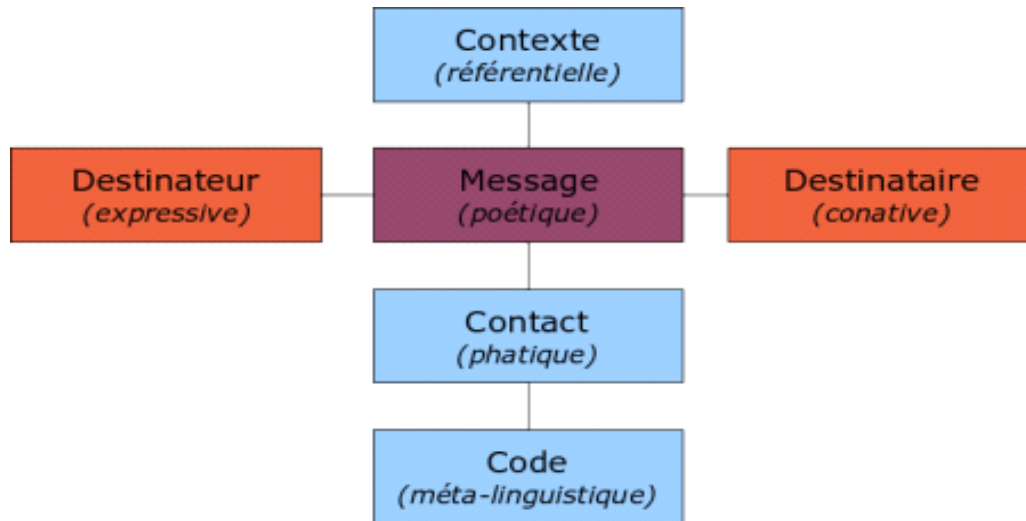 Contexte
(référentielle)
Destinateur
(expressive)
Message
(poétique)
Destinataire
(conative)
Contact
(phatique)
Code
(méta-linguistique)